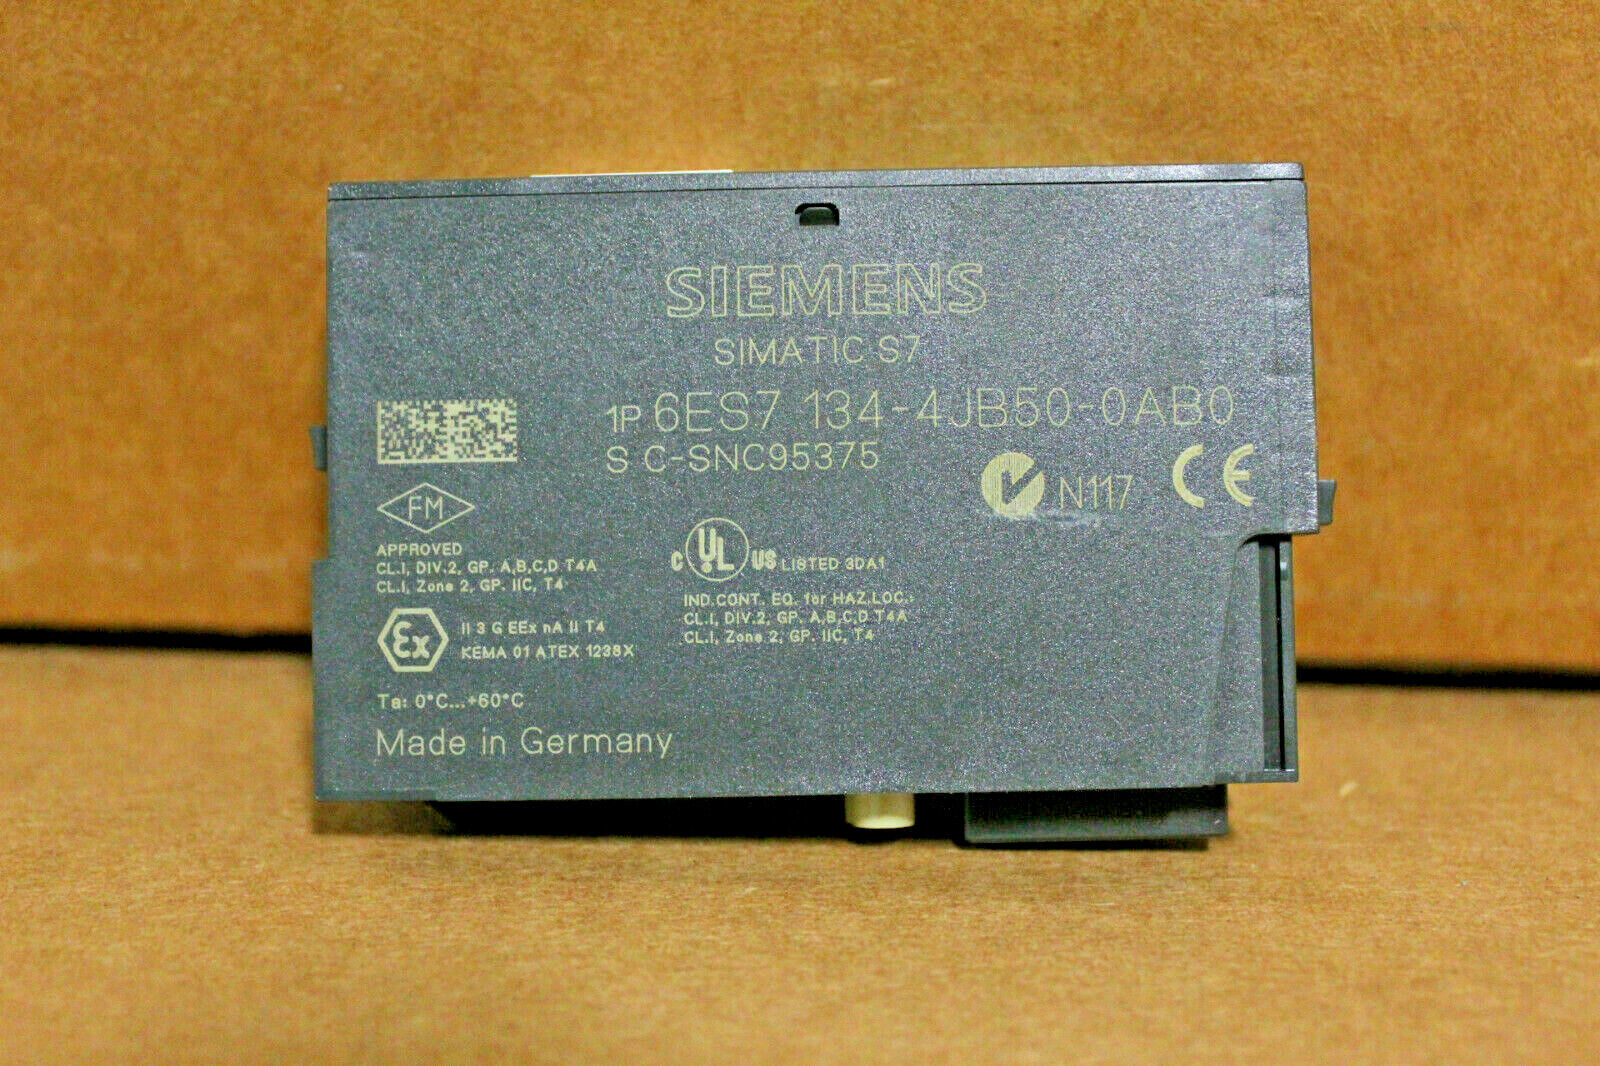 SIEMENS
SIMATIC S7
1P 6ES7 134-4JB50-0AB0
S C-SNC95375
N117 CE
FM
APPROVED
CL.I, DIV.2, GP. A,B,C,D T4A
CL.I, Zone 2, GP. IIC, T4
C UL US LISTED 3DA1
IND.CONT. EQ. for HAZ.LOC.:
CL.I, DIV.2, GP. A,B,C,D T4A
CL.I, Zone 2, GP. IIC, T4
Ex II 3 G EEx nA II T4
KEMA 01 ATEX 1238X
Ta: 0°C...+60°C
Made in Germany